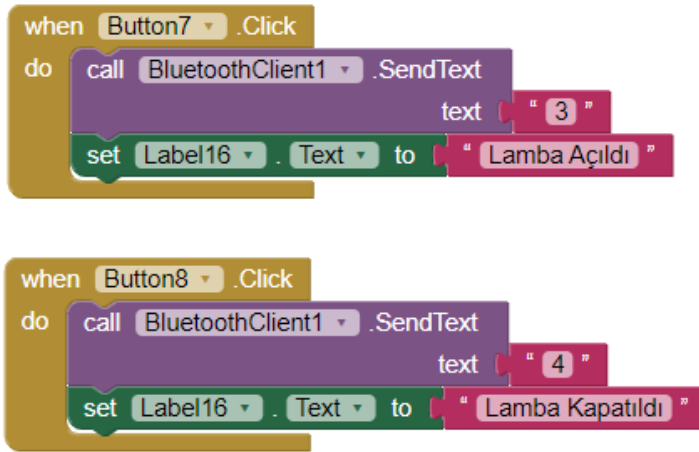 when Button7 .Click
do call BluetoothClient1 .SendText
text " 3 "
set Label16 . Text to " Lamba Açıldı "
when Button8 .Click
do call BluetoothClient1 .SendText
text " 4 "
set Label16 . Text to " Lamba Kapatıldı "